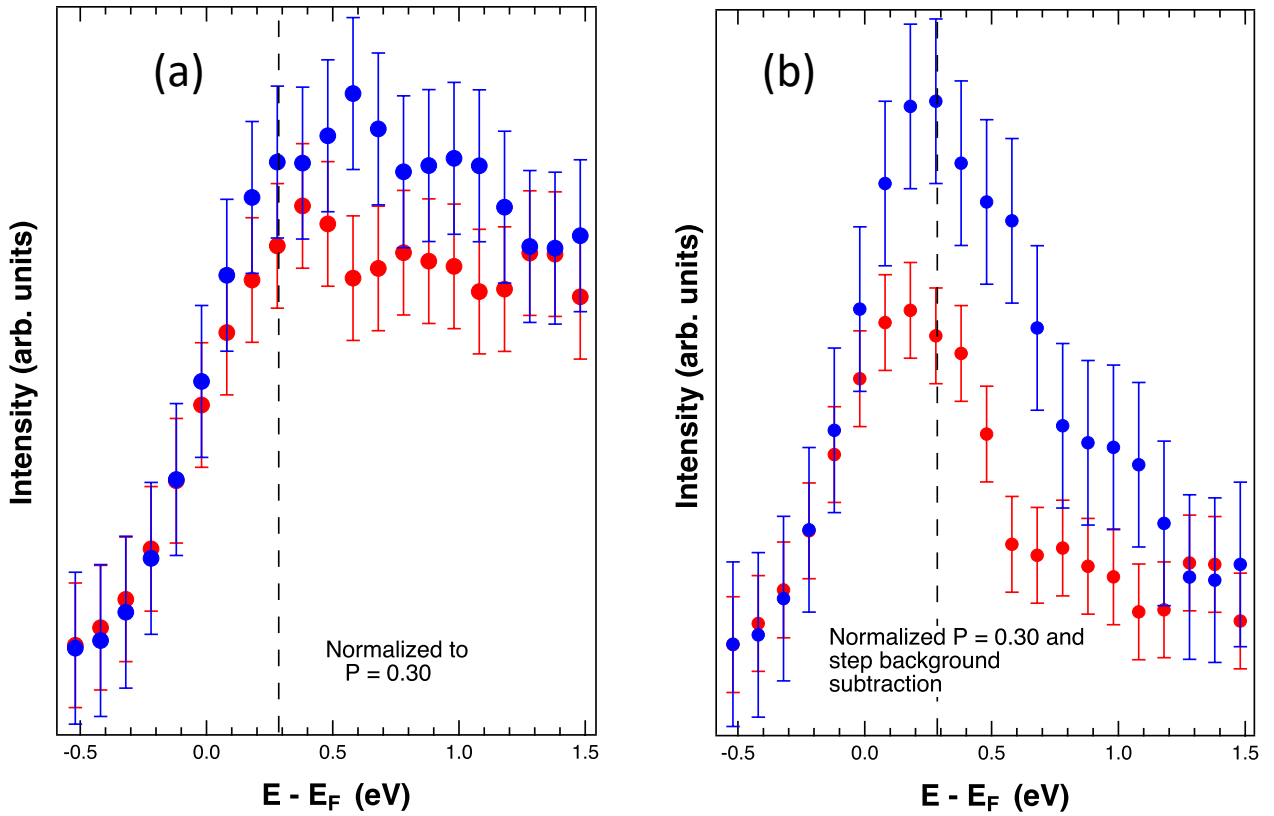 (a)
Intensity (arb. units)
Normalized to
P = 0.30
-0.5 0.0 0.5 1.0 1.5
E - EF (eV)
(b)
Intensity (arb. units)
Normalized P = 0.30 and
step background
subtraction
-0.5 0.0 0.5 1.0 1.5
E - EF (eV)